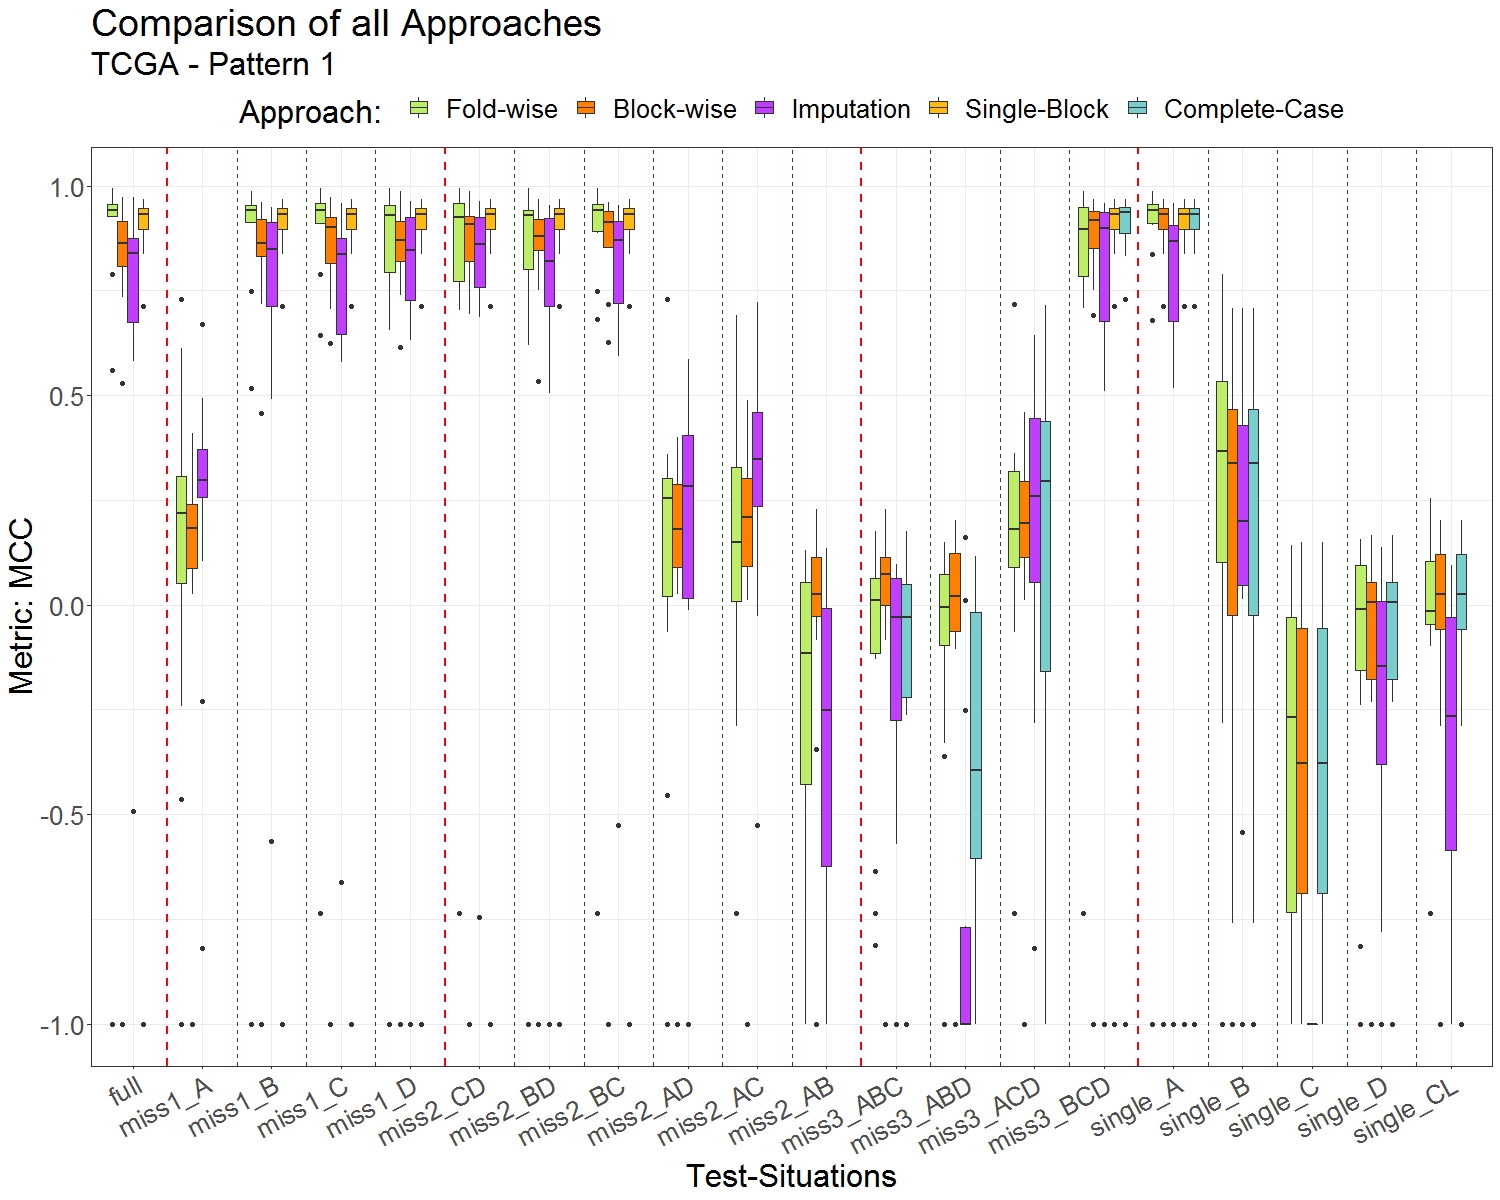 Comparison of all Approaches
TCGA - Pattern 1
Approach: Fold-wise Block-wise Imputation Single-Block Complete-Case
Metric: MCC
1.0
0.5
0.0
-0.5
-1.0
full miss1_A miss1_B miss1_C miss1_D miss2_CD miss2_BD miss2_BC miss2_AD miss2_AC miss2_AB miss3_ABC miss3_ABD miss3_ACD miss3_BCD single_A single_B single_C single_D single_CL
Test-Situations